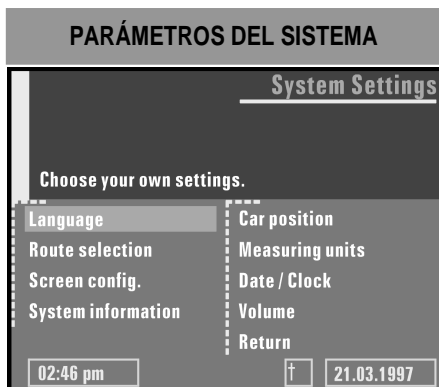 PARÁMETROS DEL SISTEMA
System Settings
Choose your own settings.
Language
Route selection
Screen config.
System information
Car position
Measuring units
Date / Clock
Volume
Return
02:46 pm
†
21.03.1997